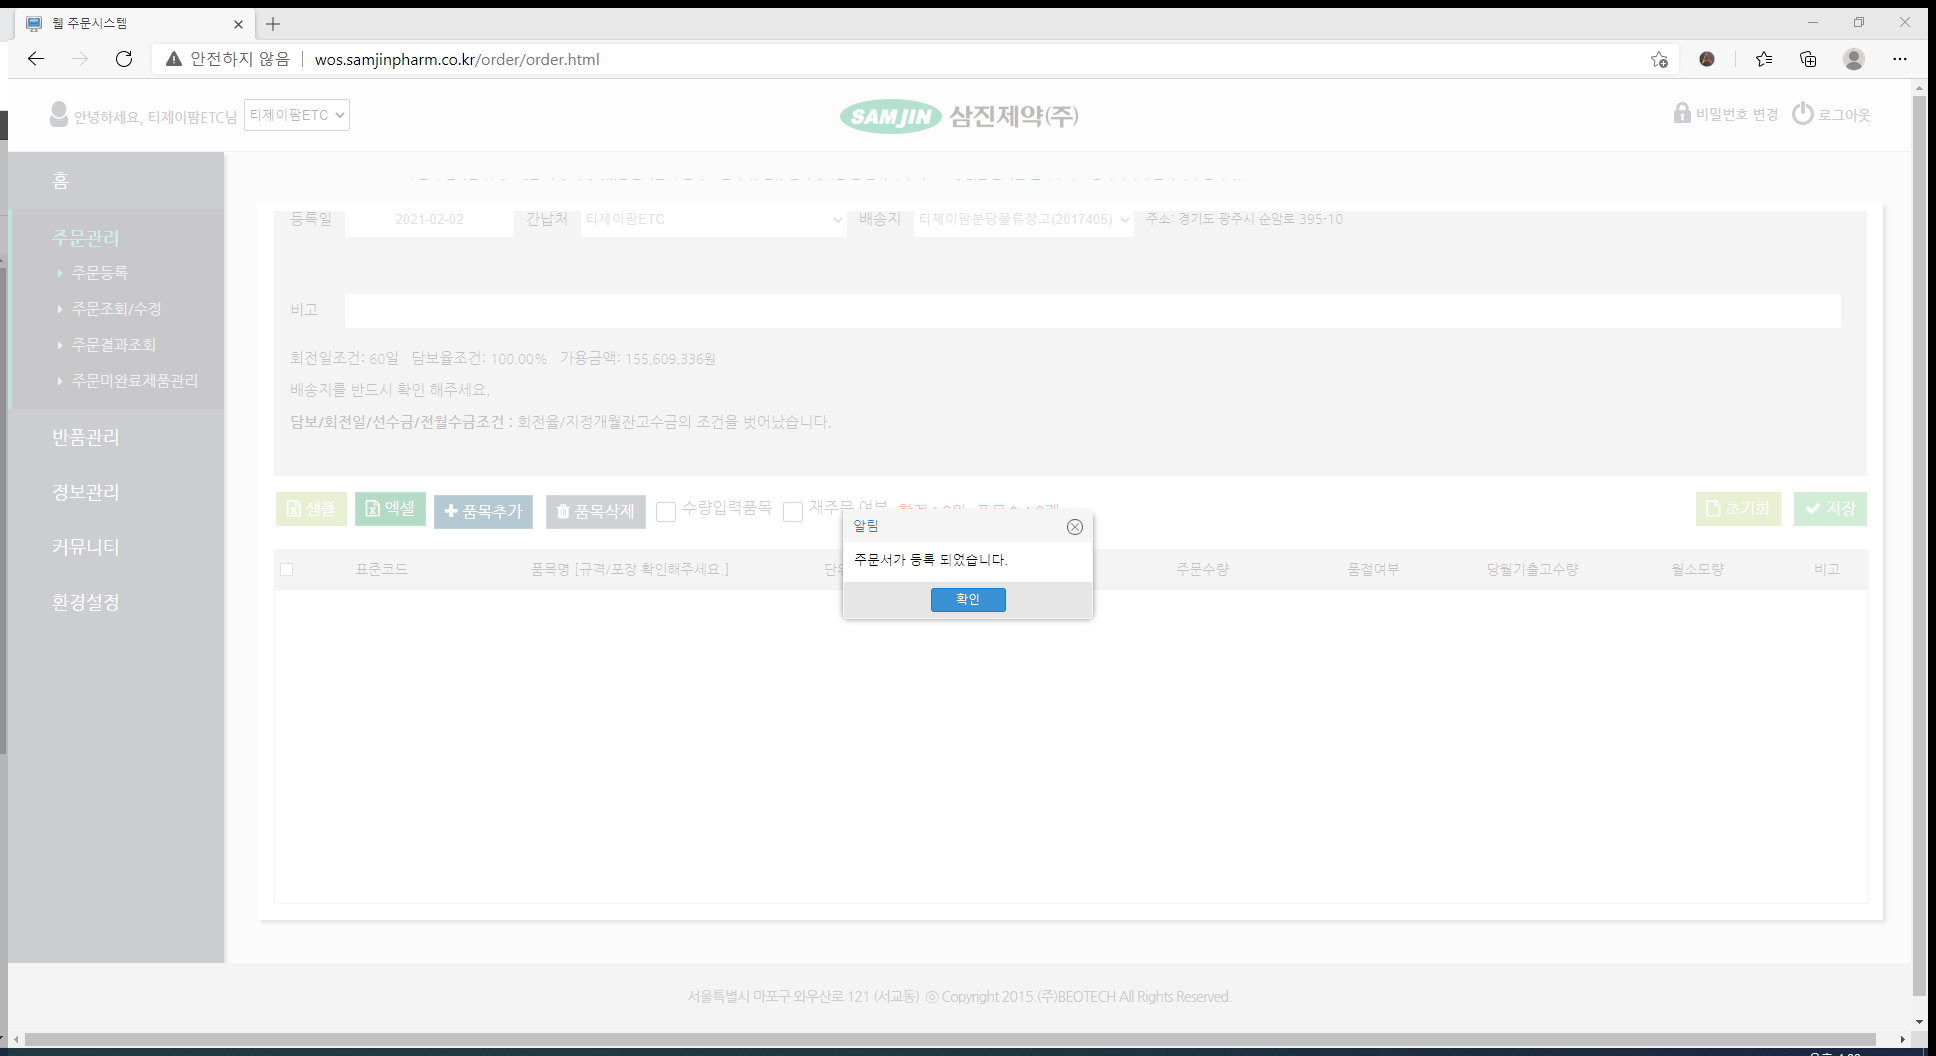 웹 주문시스템
안전하지 않음 wos.samjinpharm.co.kr/order/order.html
안녕하세요, 티제이팜ETC님 티제이팜ETC
SAMJIN 삼진제약(주)
비밀번호 변경 로그아웃
홈
주문관리
주문등록
주문조회/수정
주문결과조회
주문미완료제품관리
반품관리
정보관리
커뮤니티
환경설정
등록일 2021-02-02 간납처 티제이팜ETC 배송지 티제이팜분당물류창고(2017405) 주소: 경기도 광주시 순암로 395-10
비고
회전일조건: 60일 담보율조건: 100.00% 가용금액: 155,609,336원
배송지를 반드시 확인 해주세요.
담보/회전일/선수금/전월수금조건 : 회전율/지정개월잔고수금의 조건을 벗어났습니다.
샘플 엑셀 품목추가 품목삭제 수량입력품목 재주문 여부
초기화 저장
표준코드 품목명 [규격/포장 확인해주세요.] 주문수량 품절여부 당월기출고수량 월소모량 비고
알림
주문서가 등록 되었습니다.
확인
서울특별시 마포구 와우산로 121 (서교동) ⓒ Copyright 2015.(주)BEOTECH All Rights Reserved.